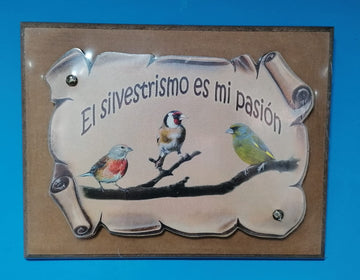 El silvestrismo es mi pasión